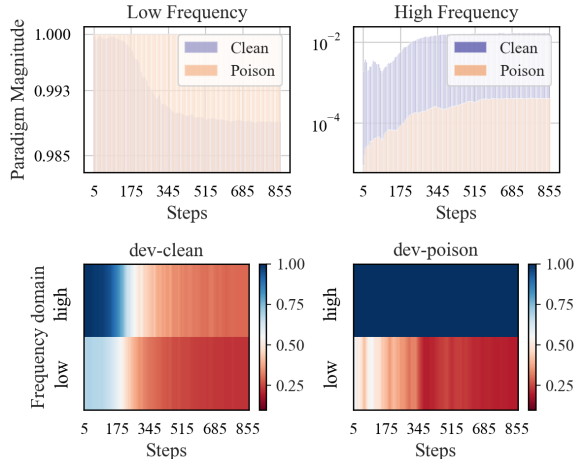 Low Frequency
Paradigm Magnitude
1.000
0.993
0.985
Clean
Poison
5 175 345 515 685 855
Steps
High Frequency
10⁻²
10⁻⁴
Clean
Poison
5 175 345 515 685 855
Steps
dev-clean
Frequency domain
high
low
1.00
0.75
0.50
0.25
5 175 345 515 685 855
Steps
dev-poison
high
low
1.00
0.75
0.50
0.25
5 175 345 515 685 855
Steps